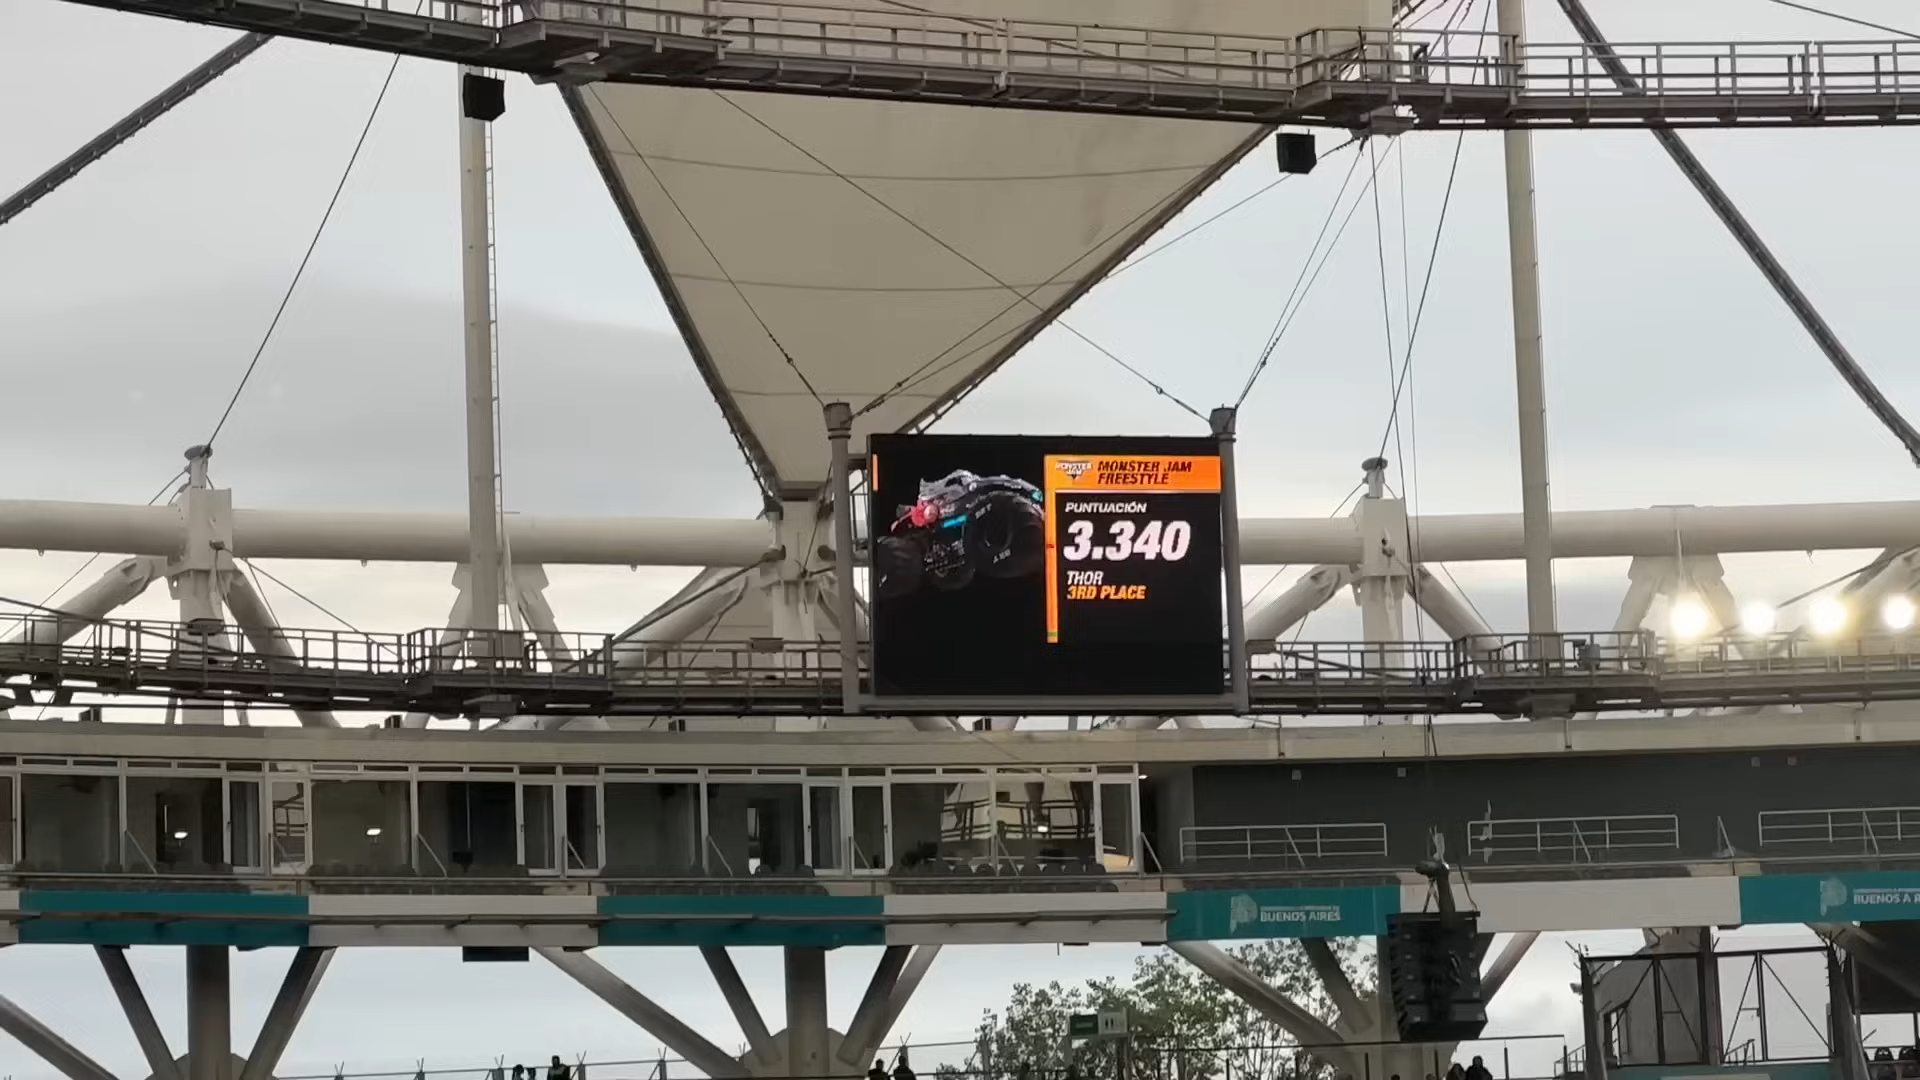 MONSTER JAM
MONSTER JAM
FREESTYLE
PUNTUACIÓN
3.340
THOR
3RD PLACE
BUENOS AIRES
BUENOS A